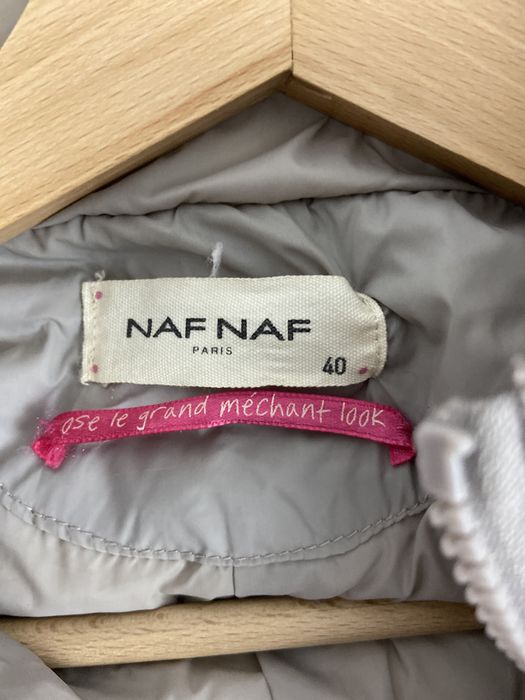 NAF NAF
PARIS
40
ose le grand méchant look